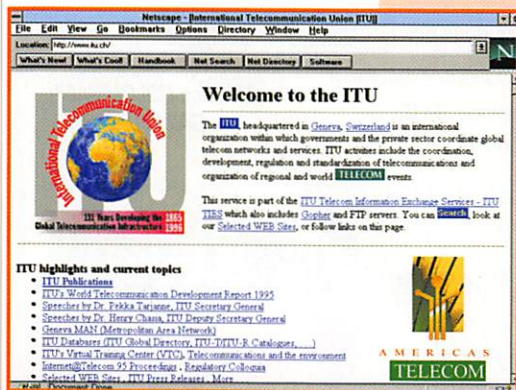 Netscape - [International Telecommunication Union [ITU]]
File Edit View Go Bookmarks Options Directory Window Help
Location: http://www.itu.ch/
What's New! What's Cool! Handbook Net Search Net Directory Software
N
International Telecommunication Union
ITU
131 Years Developing the
Global Telecommunication Infrastructure
1865
1996
Welcome to the ITU
The ITU, headquartered in Geneva, Switzerland is an international
organization within which governments and the private sector coordinate global
telecom networks and services. ITU activities include the coordination,
development, regulation and standardization of telecommunications and
organization of regional and world TELECOM events.
This service is part of the ITU Telecom Information Exchange Services - ITU
TIES which also includes Gopher and FTP servers. You can Search, look at
our Selected WEB Sites, or follow links on this page.
ITU highlights and current topics
ITU Publications
ITU's World Telecommunication Development Report 1995
Speeches by Dr. Pekka Tarjanne, ITU Secretary General
Speeches by Dr. Henry Chasia, ITU Deputy Secretary General
Geneva MAN (Metropolitan Area Network)
ITU Databases (ITU Global Directory, ITU-T/ITU-R Catalogues, ...)
ITU's Virtual Training Center (VTC), Telecommunications and the environment
Internet@Telecom 95 Proceedings , Regulatory Colloquia
Selected WEB Sites , ITU Press Releases , More
AMERICAS
TELECOM
Document Done